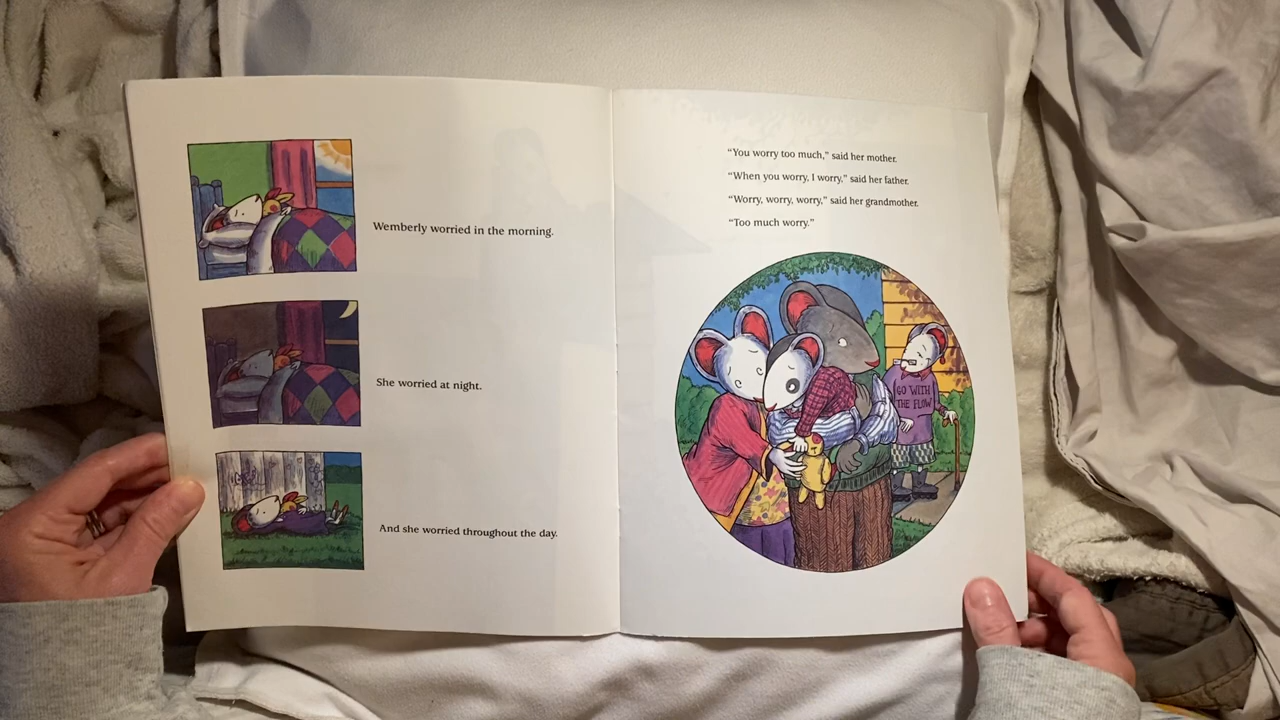 Wemberly worried in the morning.
She worried at night.
And she worried throughout the day.
“You worry too much,” said her mother.
“When you worry, I worry,” said her father.
“Worry, worry, worry,” said her grandmother.
“Too much worry.”
GO WITH
THE FLOW